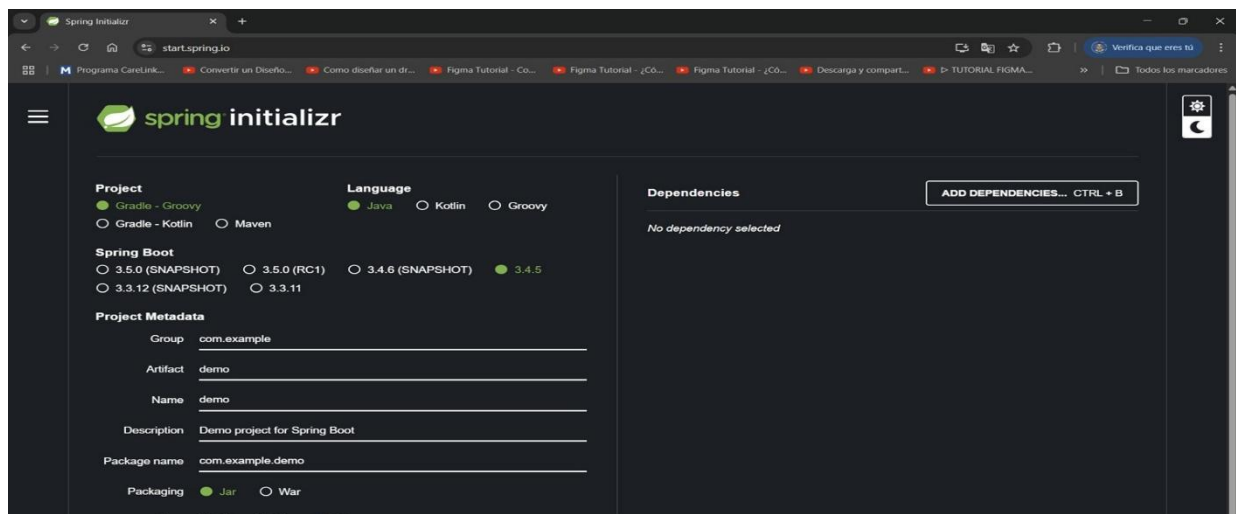 Spring Initializr
start.spring.io
Verifica que eres tú
Programa CareLink...
Convertir un Diseño...
Como diseñar un dr...
Figma Tutorial - Co...
Figma Tutorial - ¿Có...
Figma Tutorial - ¿Có...
Descarga y compart...
▷ TUTORIAL FIGMA...
»
Todos los marcadores
spring initializr
Project
Gradle - Groovy
Gradle - Kotlin
Maven
Language
Java
Kotlin
Groovy
Spring Boot
3.5.0 (SNAPSHOT)
3.5.0 (RC1)
3.4.6 (SNAPSHOT)
3.4.5
3.3.12 (SNAPSHOT)
3.3.11
Project Metadata
Group com.example
Artifact demo
Name demo
Description Demo project for Spring Boot
Package name com.example.demo
Packaging Jar War
Dependencies
ADD DEPENDENCIES... CTRL + B
No dependency selected